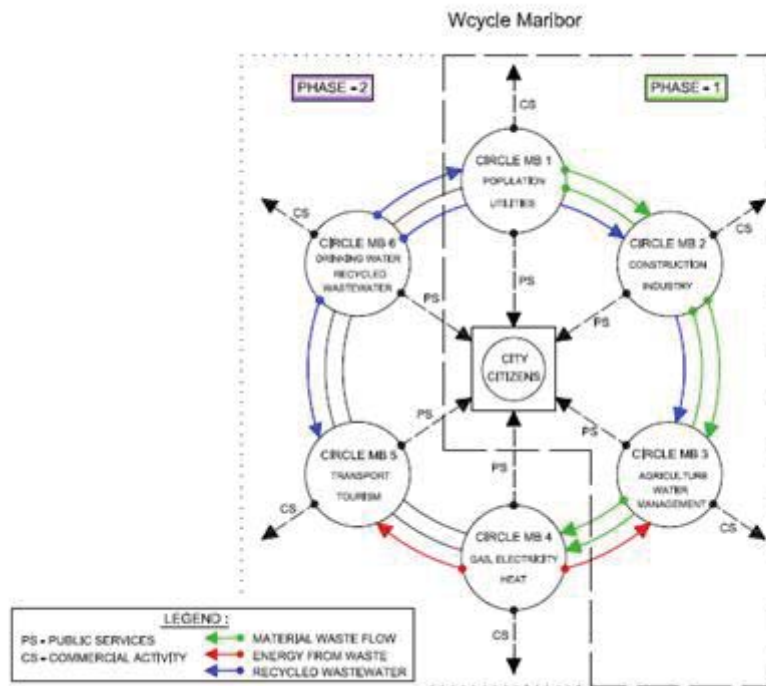 Wcycle Maribor
PHASE - 2
PHASE - 1
CS
CIRCLE MB 1
POPULATION
UTILITIES
CS
CIRCLE MB 6
DRINKING WATER
RECYCLED
WASTEWATER
CS
CIRCLE MB 2
CONSTRUCTION
INDUSTRY
PS
PS
PS
CITY
CITIZENS
PS
PS
PS
CIRCLE MB 5
TRANSPORT
TOURISM
CIRCLE MB 3
AGRICULTURE
WATER
MANAGEMENT
CS
CS
CIRCLE MB 4
GAIL ELECTRICITY
HEAT
CS
LEGEND :
PS - PUBLIC SERVICES
CS - COMMERCIAL ACTIVITY
MATERIAL WASTE FLOW
ENERGY FROM WASTE
RECYCLED WASTEWATER